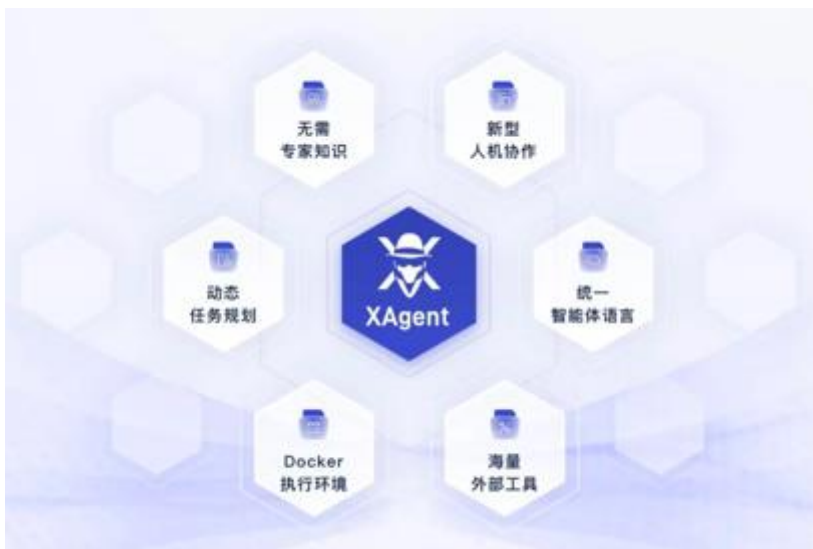 无需
专家知识
新型
人机协作
动态
任务规划
XAgent
统一
智能体语言
Docker
执行环境
海量
外部工具